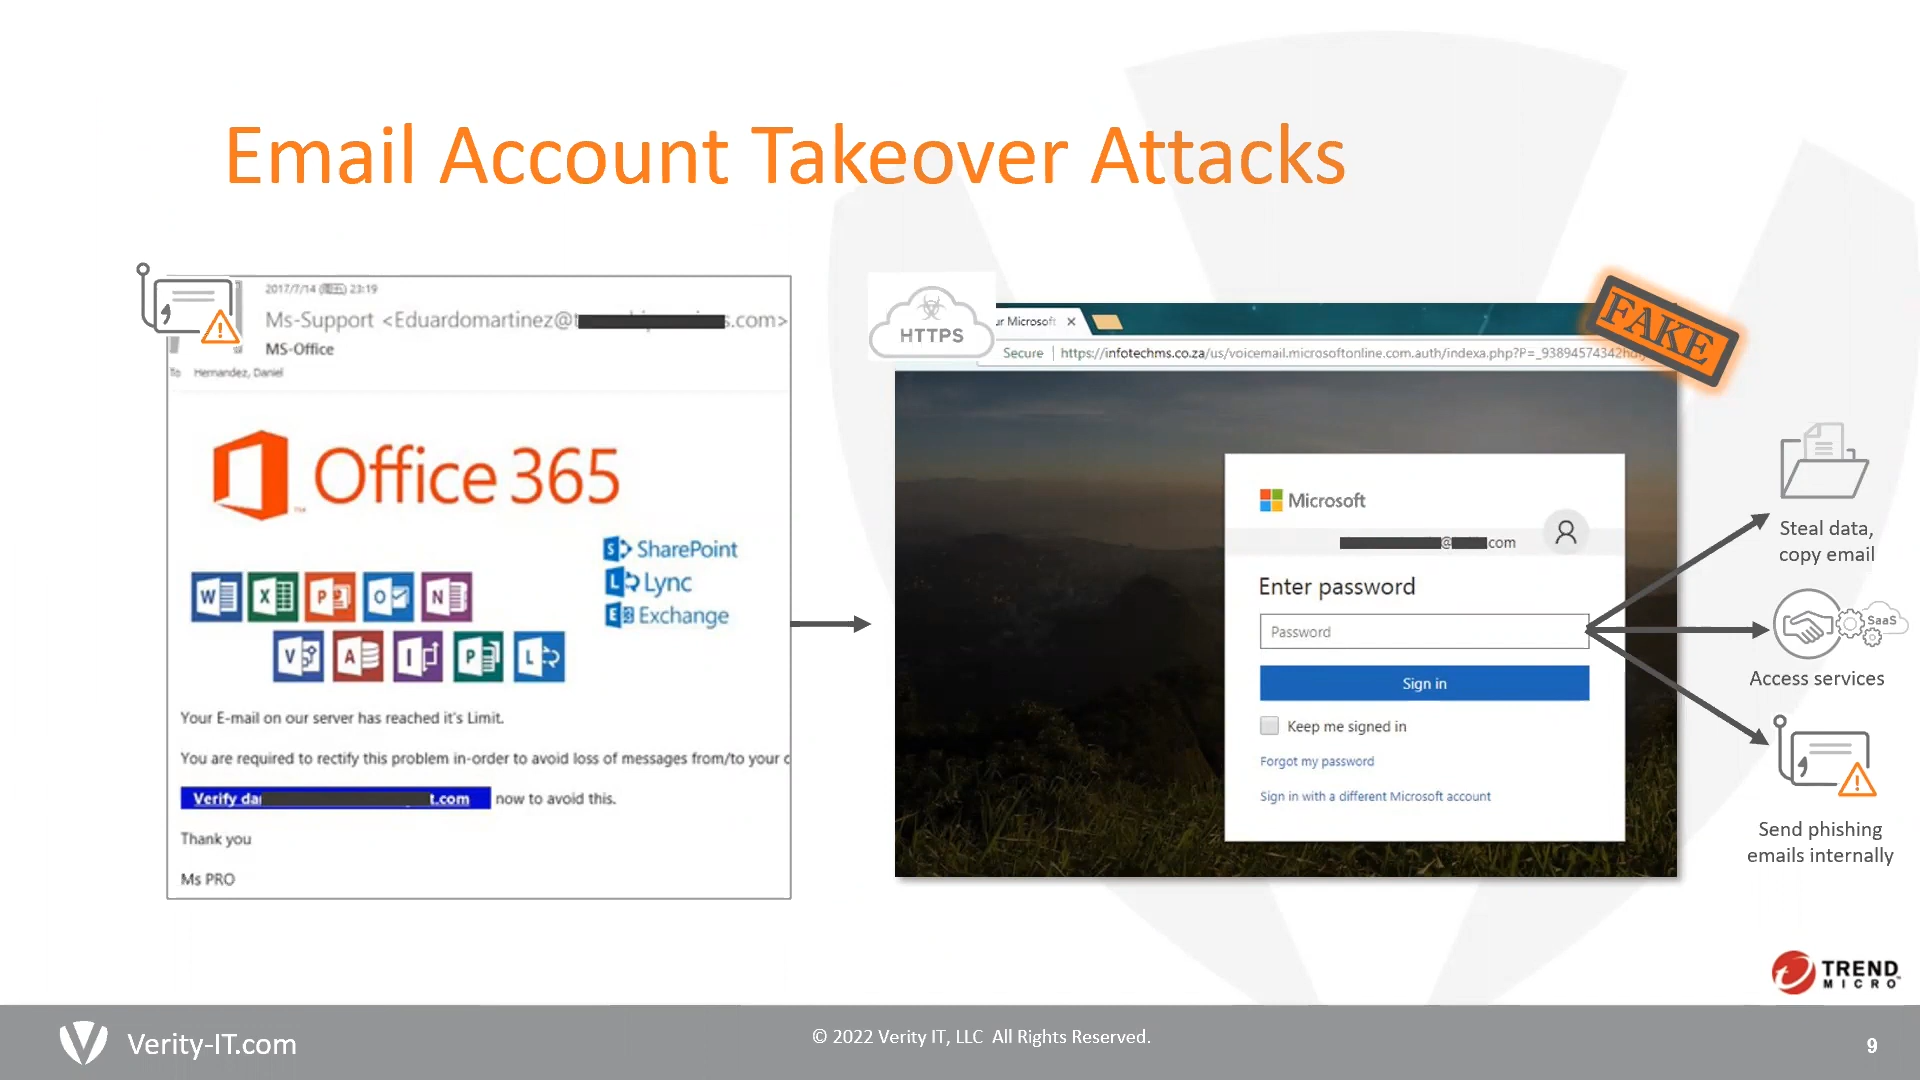 Email Account Takeover Attacks
2017/7/14 23:19
Ms-Support <Eduardomartinez@ s.com>
MS-Office
To Hernandez, Daniel
Office 365
SharePoint
Lync
Exchange
W X P O N
V A I P L
Your E-mail on our server has reached it's Limit.
You are required to rectify this problem in-order to avoid loss of messages from/to your
Verify da t.com now to avoid this.
Thank you
Ms PRO
HTTPS
ur Microsoft
Secure https://infotechms.co.za/us/voicemail.microsoftonline.com.auth/indexa.php?P=_93894574342
FAKE
Microsoft
@ .com
Enter password
Password
Sign in
Keep me signed in
Forgot my password
Sign in with a different Microsoft account
Steal data,
copy email
SaaS
Access services
Send phishing
emails internally
TREND
MICRO
Verity-IT.com
© 2022 Verity IT, LLC All Rights Reserved.
9